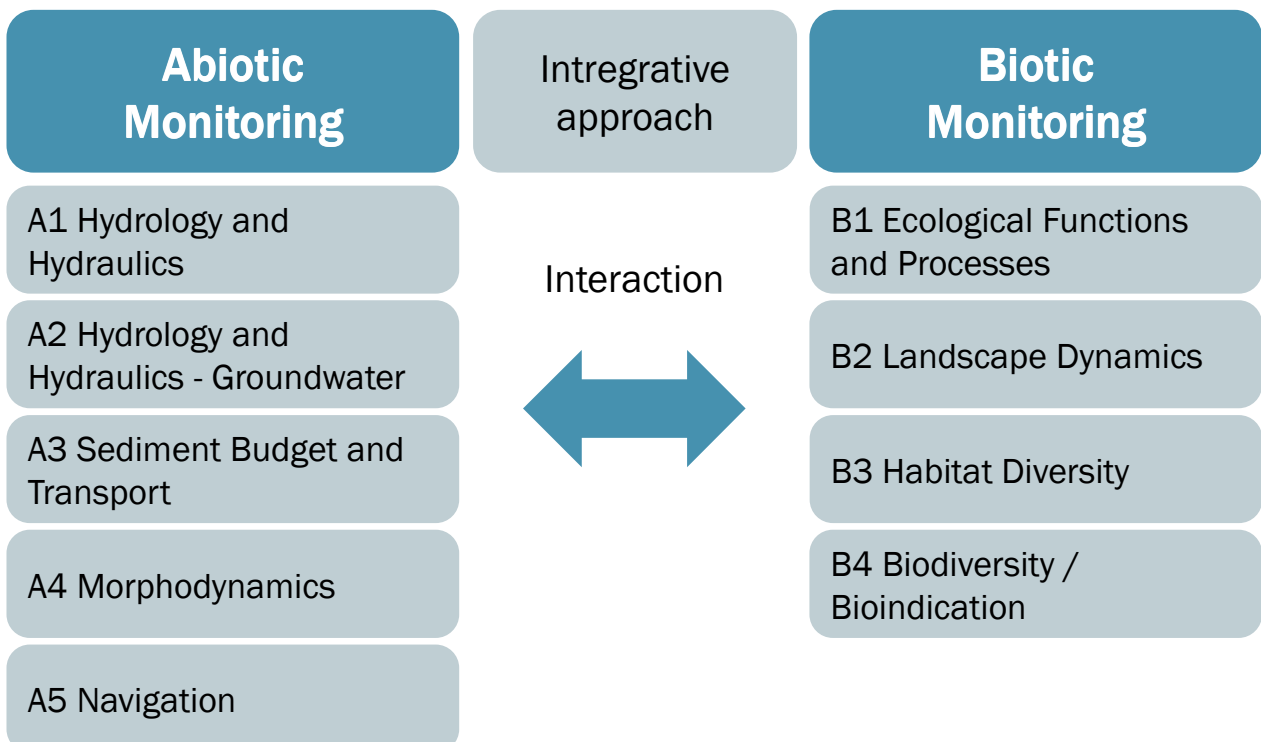 Abiotic
Monitoring
Intregrative
approach
Biotic
Monitoring
A1 Hydrology and
Hydraulics
A2 Hydrology and
Hydraulics - Groundwater
A3 Sediment Budget and
Transport
A4 Morphodynamics
A5 Navigation
Interaction
B1 Ecological Functions
and Processes
B2 Landscape Dynamics
B3 Habitat Diversity
B4 Biodiversity /
Bioindication